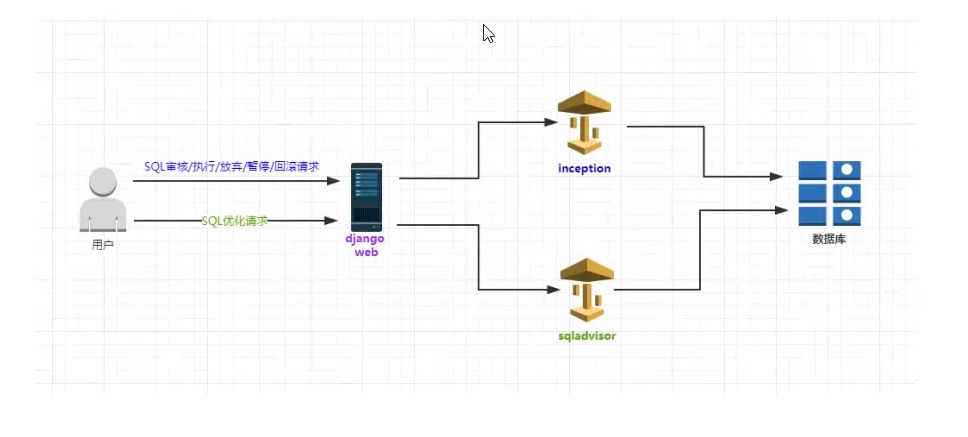 SQL审核/执行/放弃/暂停/回滚请求
SQL优化请求
用户
django
web
inception
sqladvisor
数据库